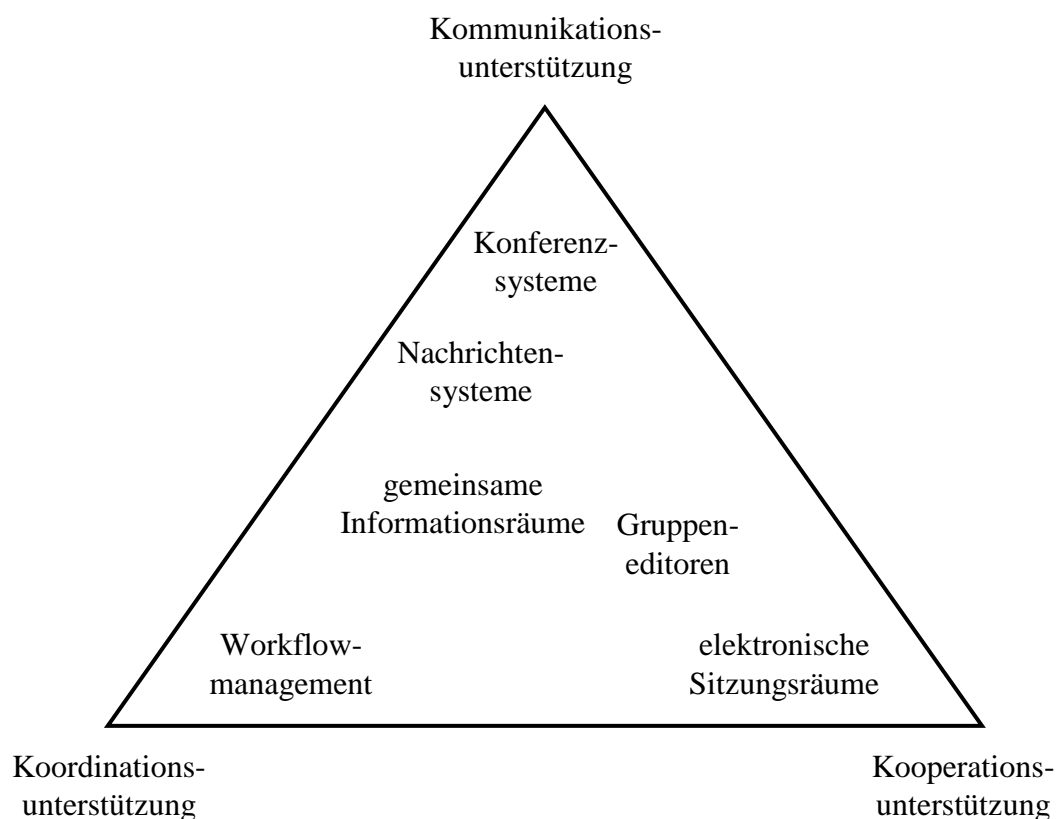 Kommunikations-
unterstützung
Konferenz-
systeme
Nachrichten-
systeme
gemeinsame
Informationsräume
Gruppen-
editoren
Workflow-
management
elektronische
Sitzungsräume
Koordinations-
unterstützung
Kooperations-
unterstützung